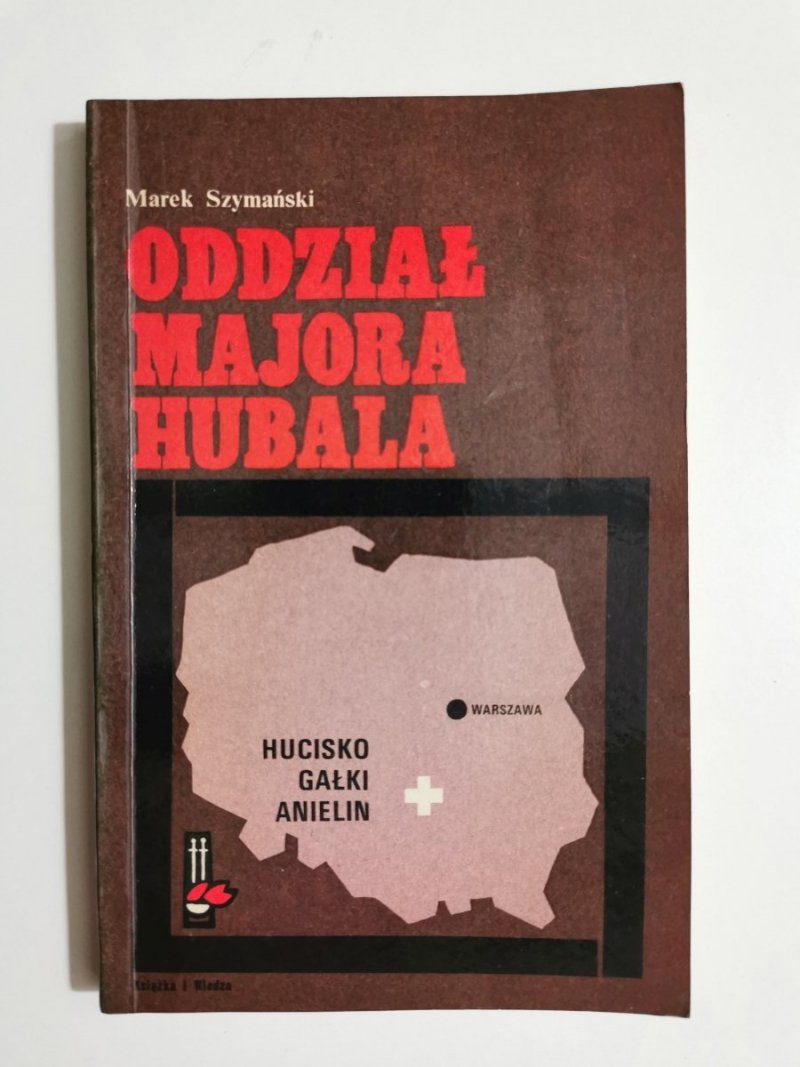 Marek Szymański
ODDZIAŁ
MAJORA
HUBALA
WARSZAWA
HUCISKO
GAŁKI
ANIELIN
Książka i Wiedza